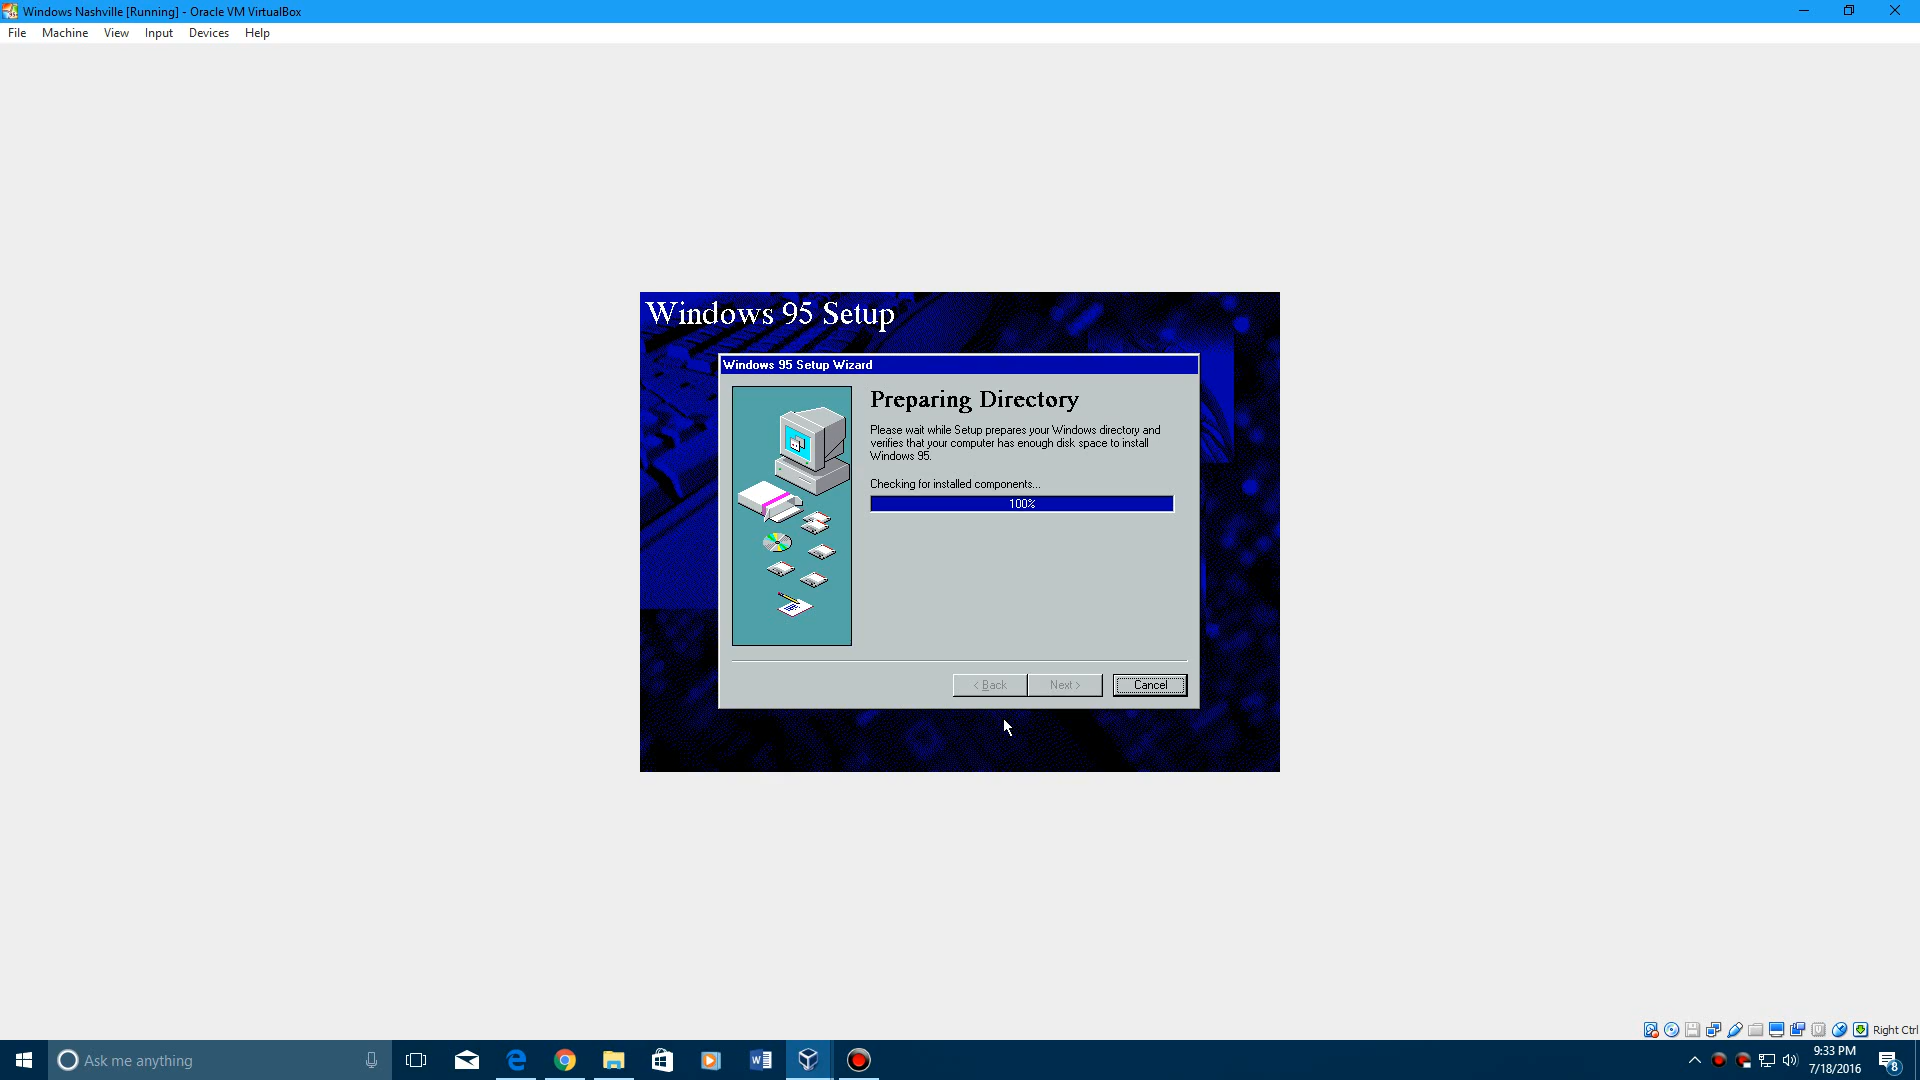 Windows Nashville [Running] - Oracle VM VirtualBox
File Machine View Input Devices Help
Windows 95 Setup
Windows 95 Setup Wizard
Preparing Directory
Please wait while Setup prepares your Windows directory and
verifies that your computer has enough disk space to install
Windows 95.
Checking for installed components...
100%
< Back Next > Cancel
Right Ctrl
Ask me anything
9:33 PM
7/18/2016
8